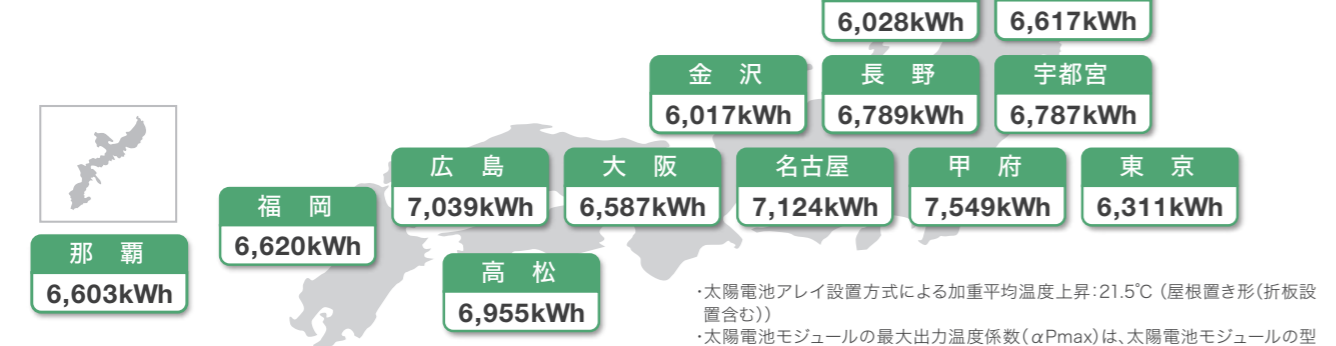 6,028kWh
6,617kWh
金 沢
6,017kWh
長 野
6,789kWh
宇都宮
6,787kWh
広 島
7,039kWh
大 阪
6,587kWh
名古屋
7,124kWh
甲 府
7,549kWh
東 京
6,311kWh
福 岡
6,620kWh
那 覇
6,603kWh
高 松
6,955kWh
・太陽電池アレイ設置方式による加重平均温度上昇：21.5℃（屋根置き形(折板設
置含む)）
・太陽電池モジュールの最大出力温度係数(αPmax)は、太陽電池モジュールの型